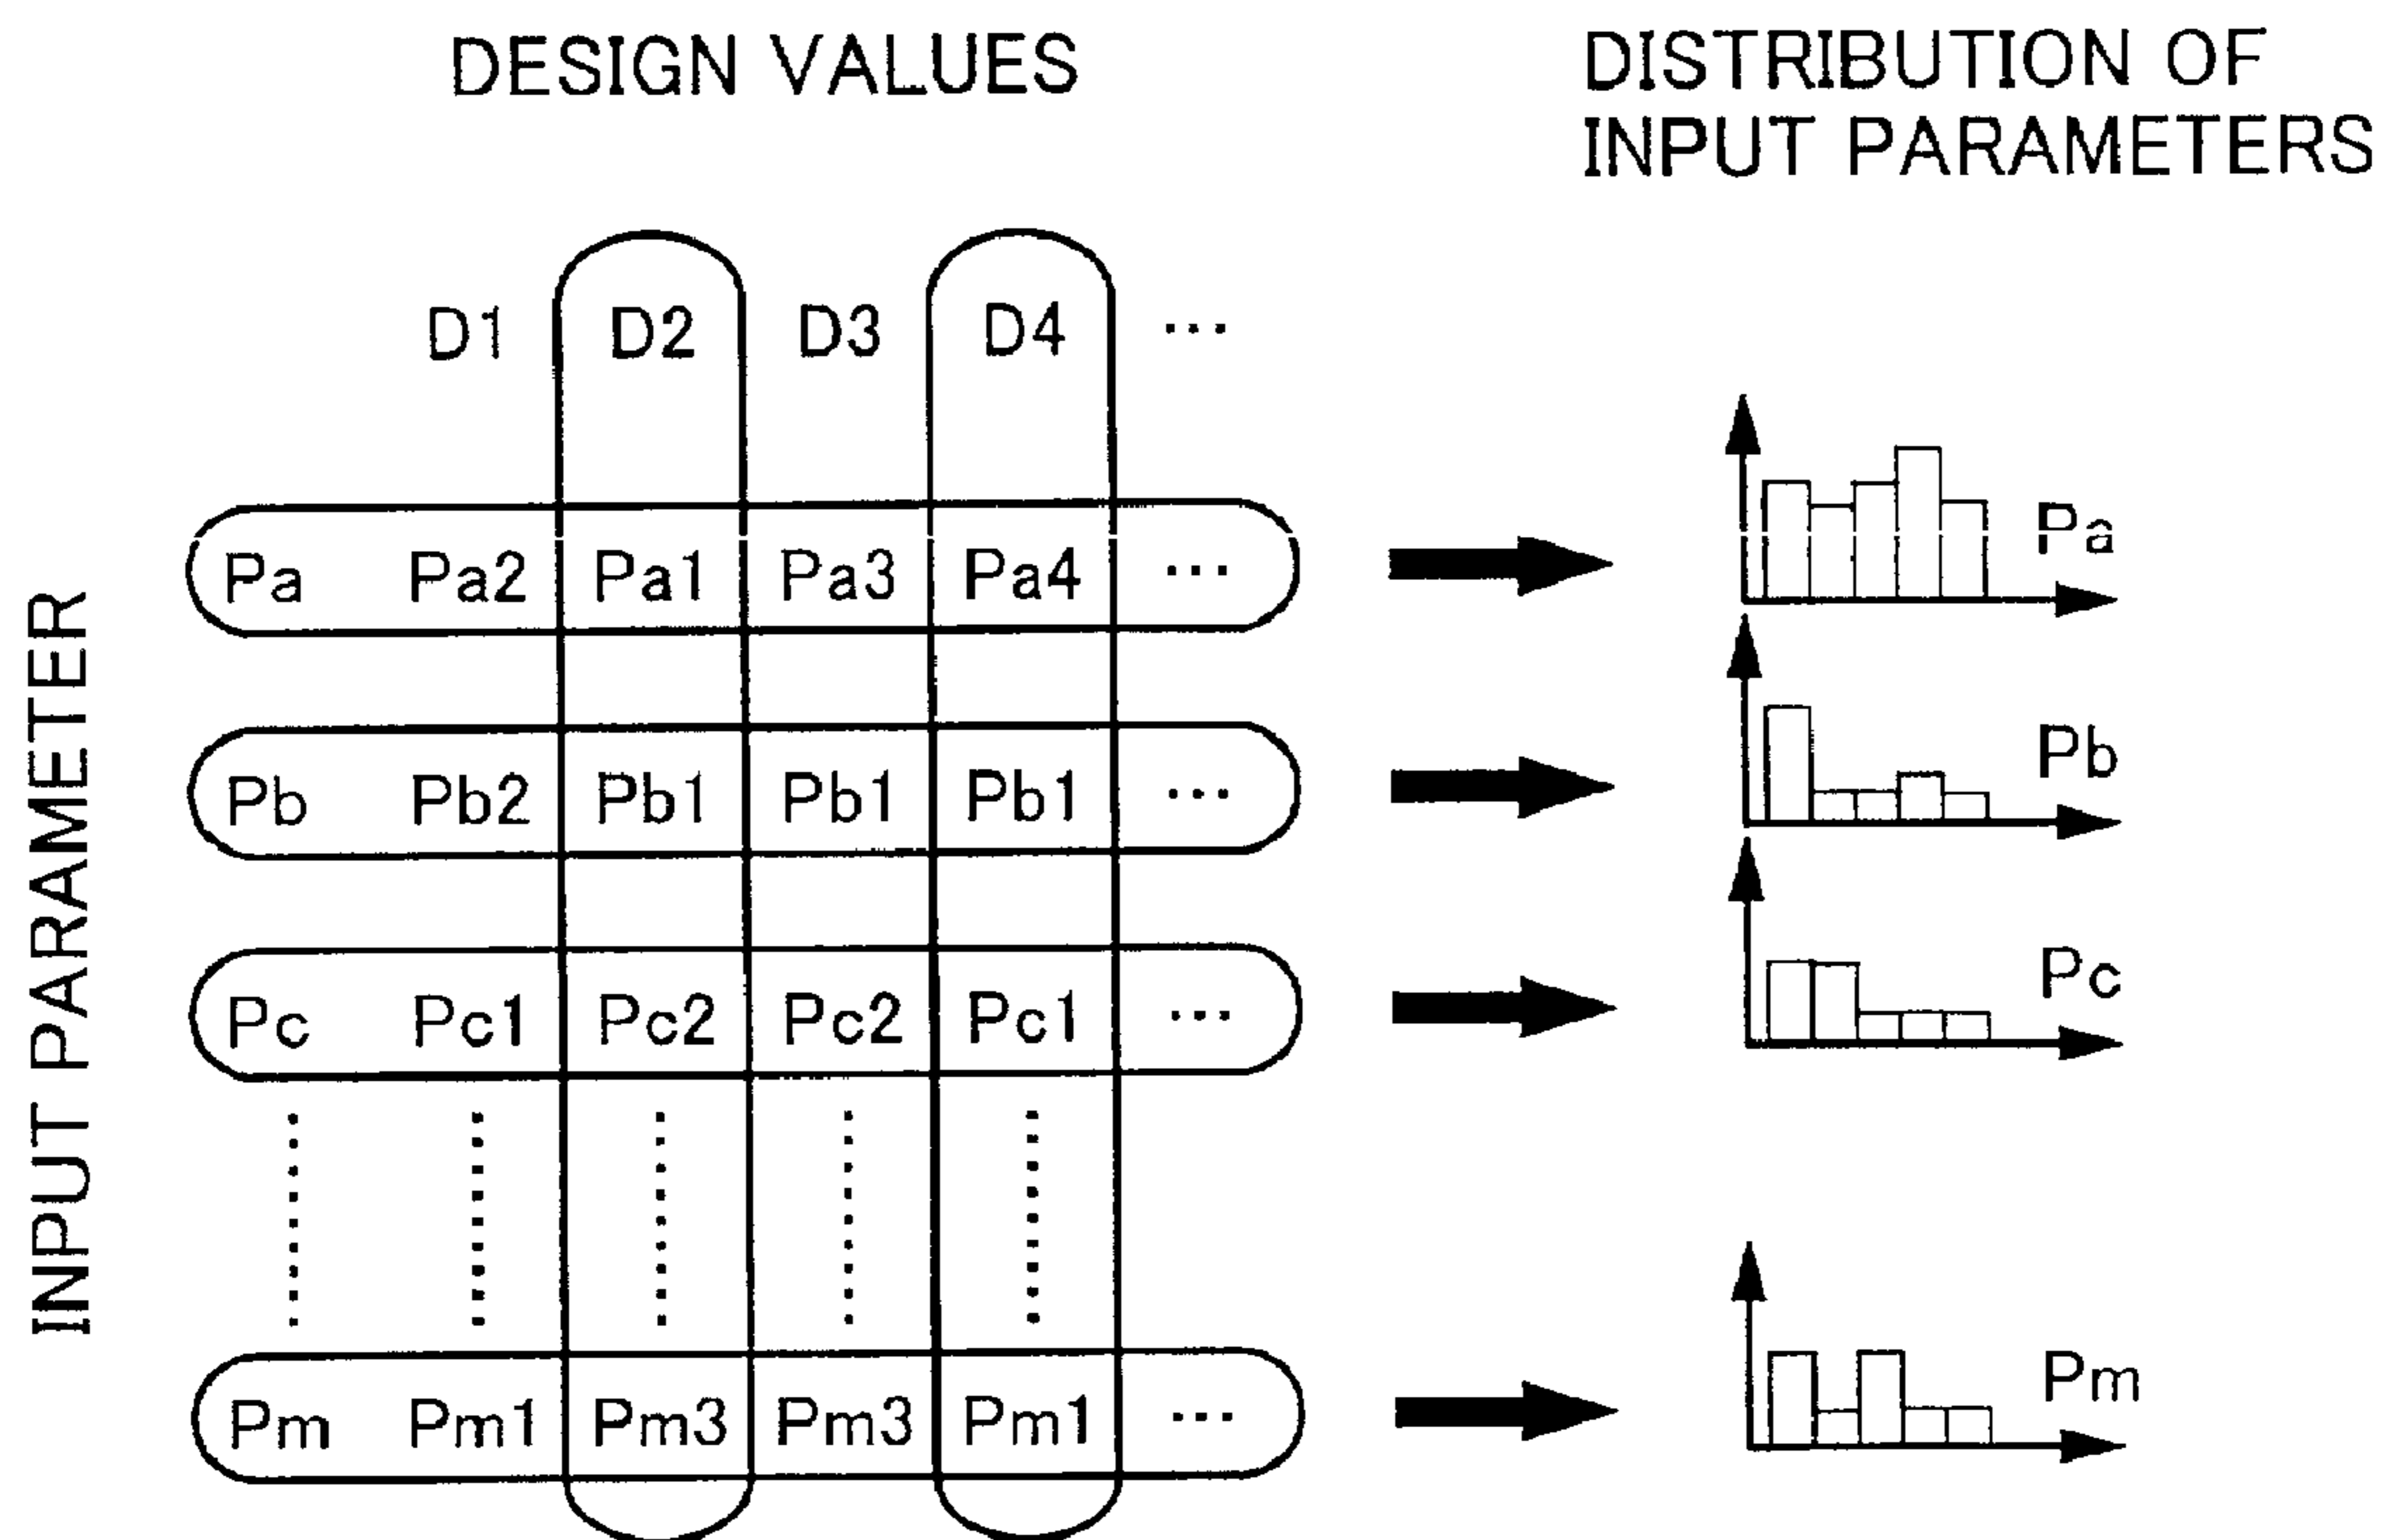 DESIGN VALUES
DISTRIBUTION OF
INPUT PARAMETERS
D1 D2 D3 D4 ...
INPUT PARAMETER
Pa Pa2 Pa1 Pa3 Pa4 ...
Pa
Pb Pb2 Pb1 Pb1 Pb1 ...
Pb
Pc Pc1 Pc2 Pc2 Pc1 ...
Pc
Pm Pm1 Pm3 Pm3 Pm1 ...
Pm